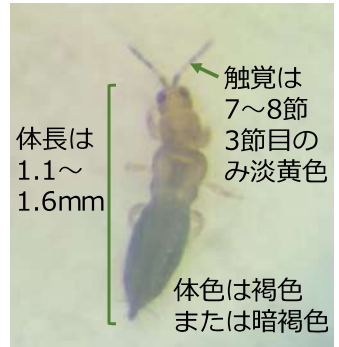 触覚は
7～8節
3節目の
み淡黄色
体長は
1.1～
1.6mm
体色は褐色
または暗褐色